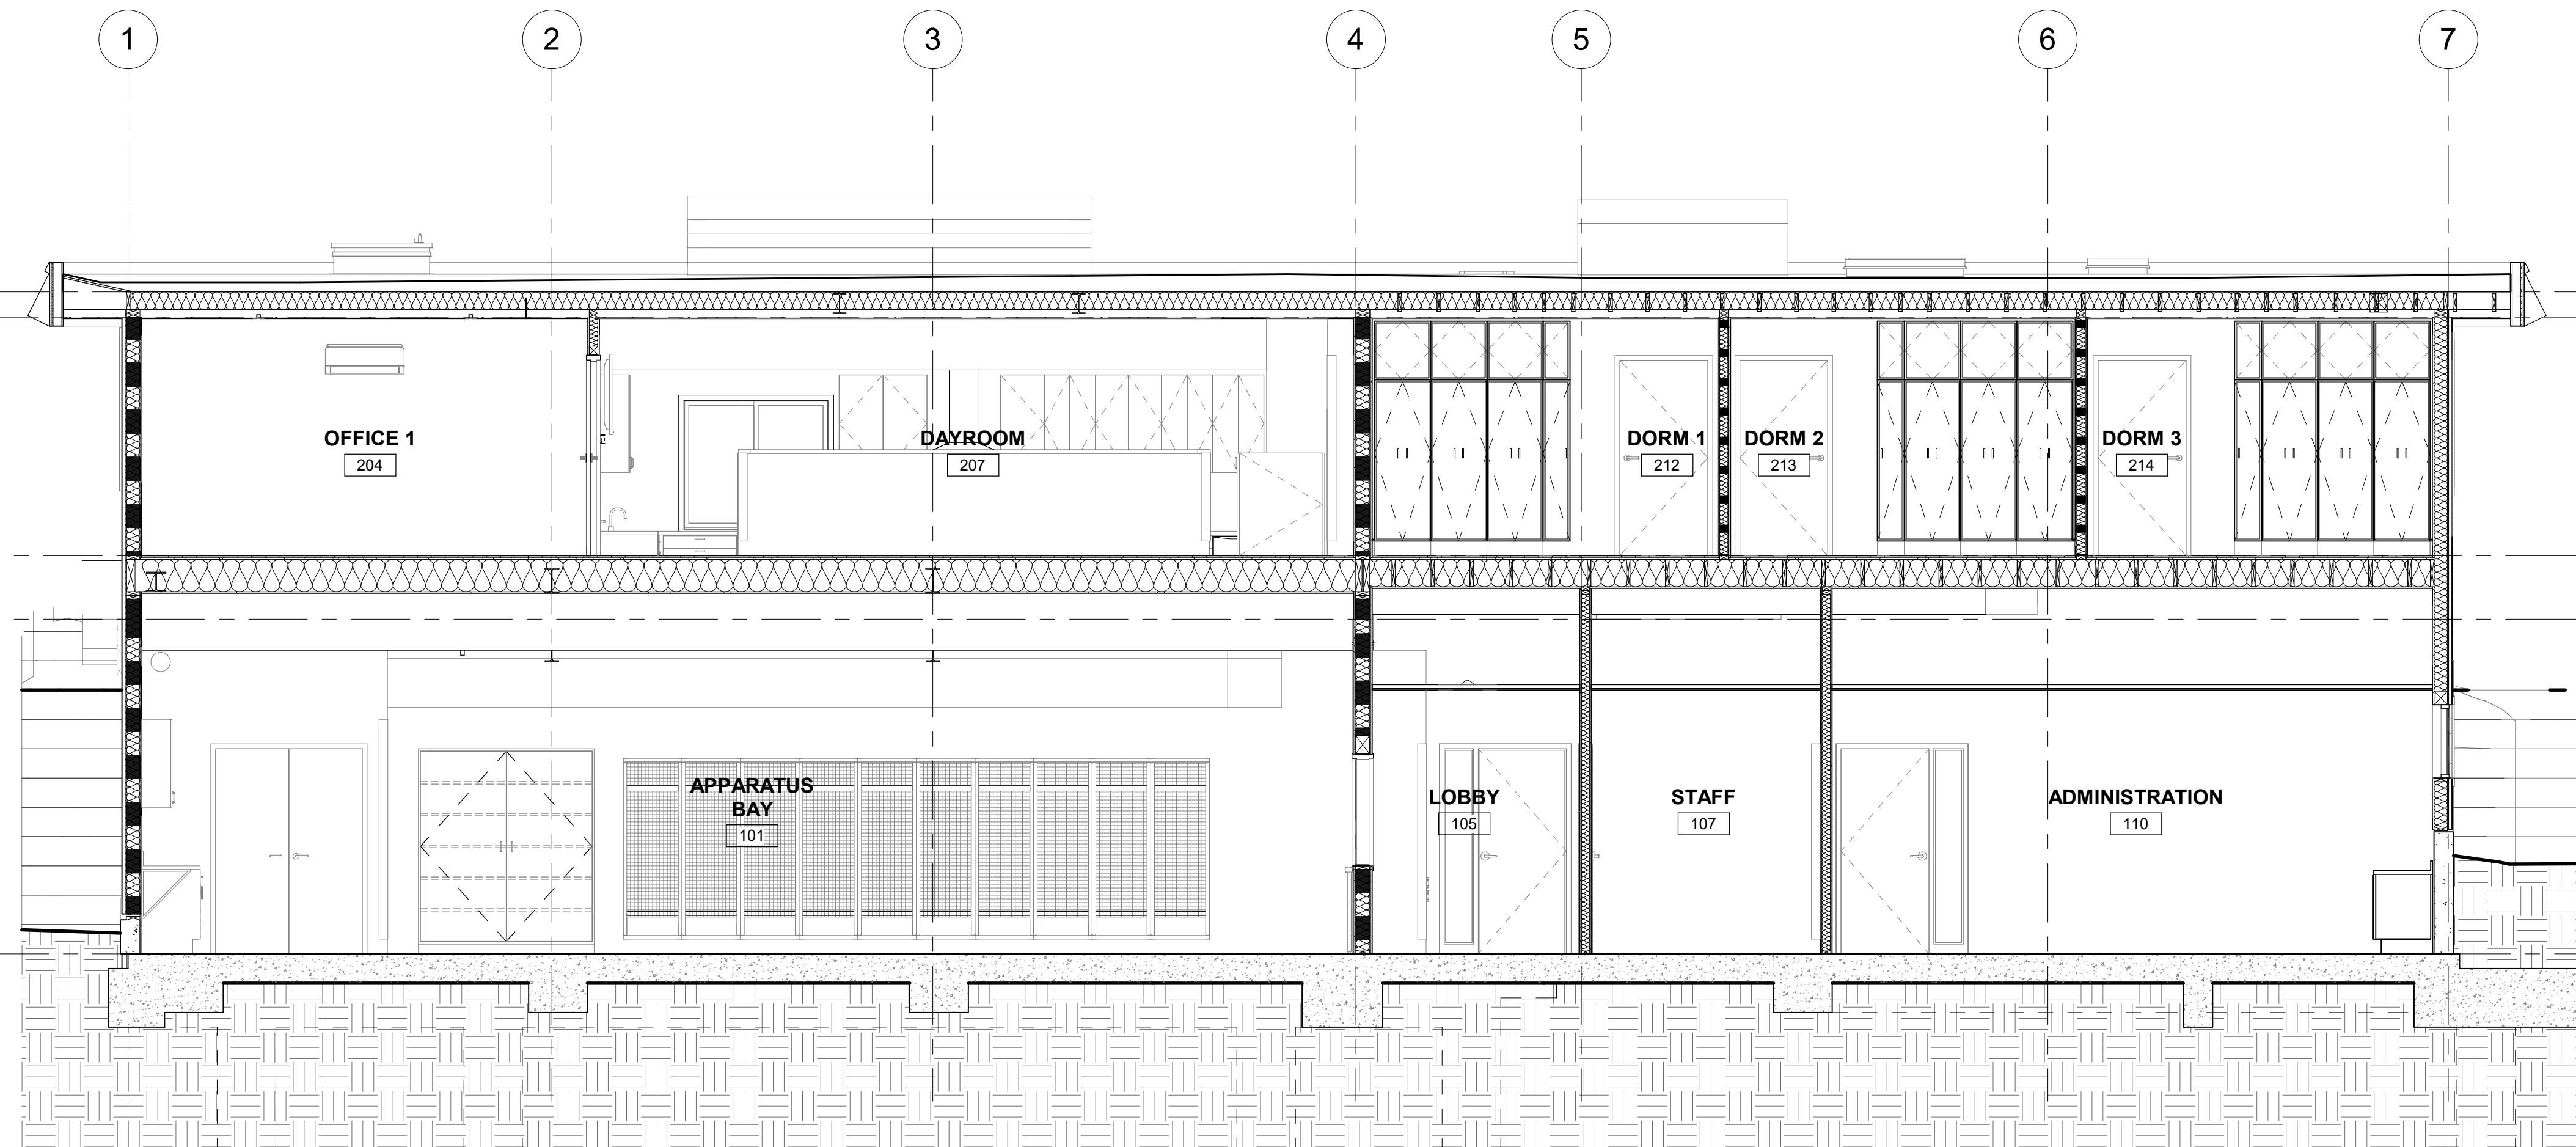 1 2 3 4 5 6 7
OFFICE 1
204
DAYROOM
207
DORM 1
212
DORM 2
213
DORM 3
214
APPARATUS
BAY
101
LOBBY
105
STAFF
107
ADMINISTRATION
110